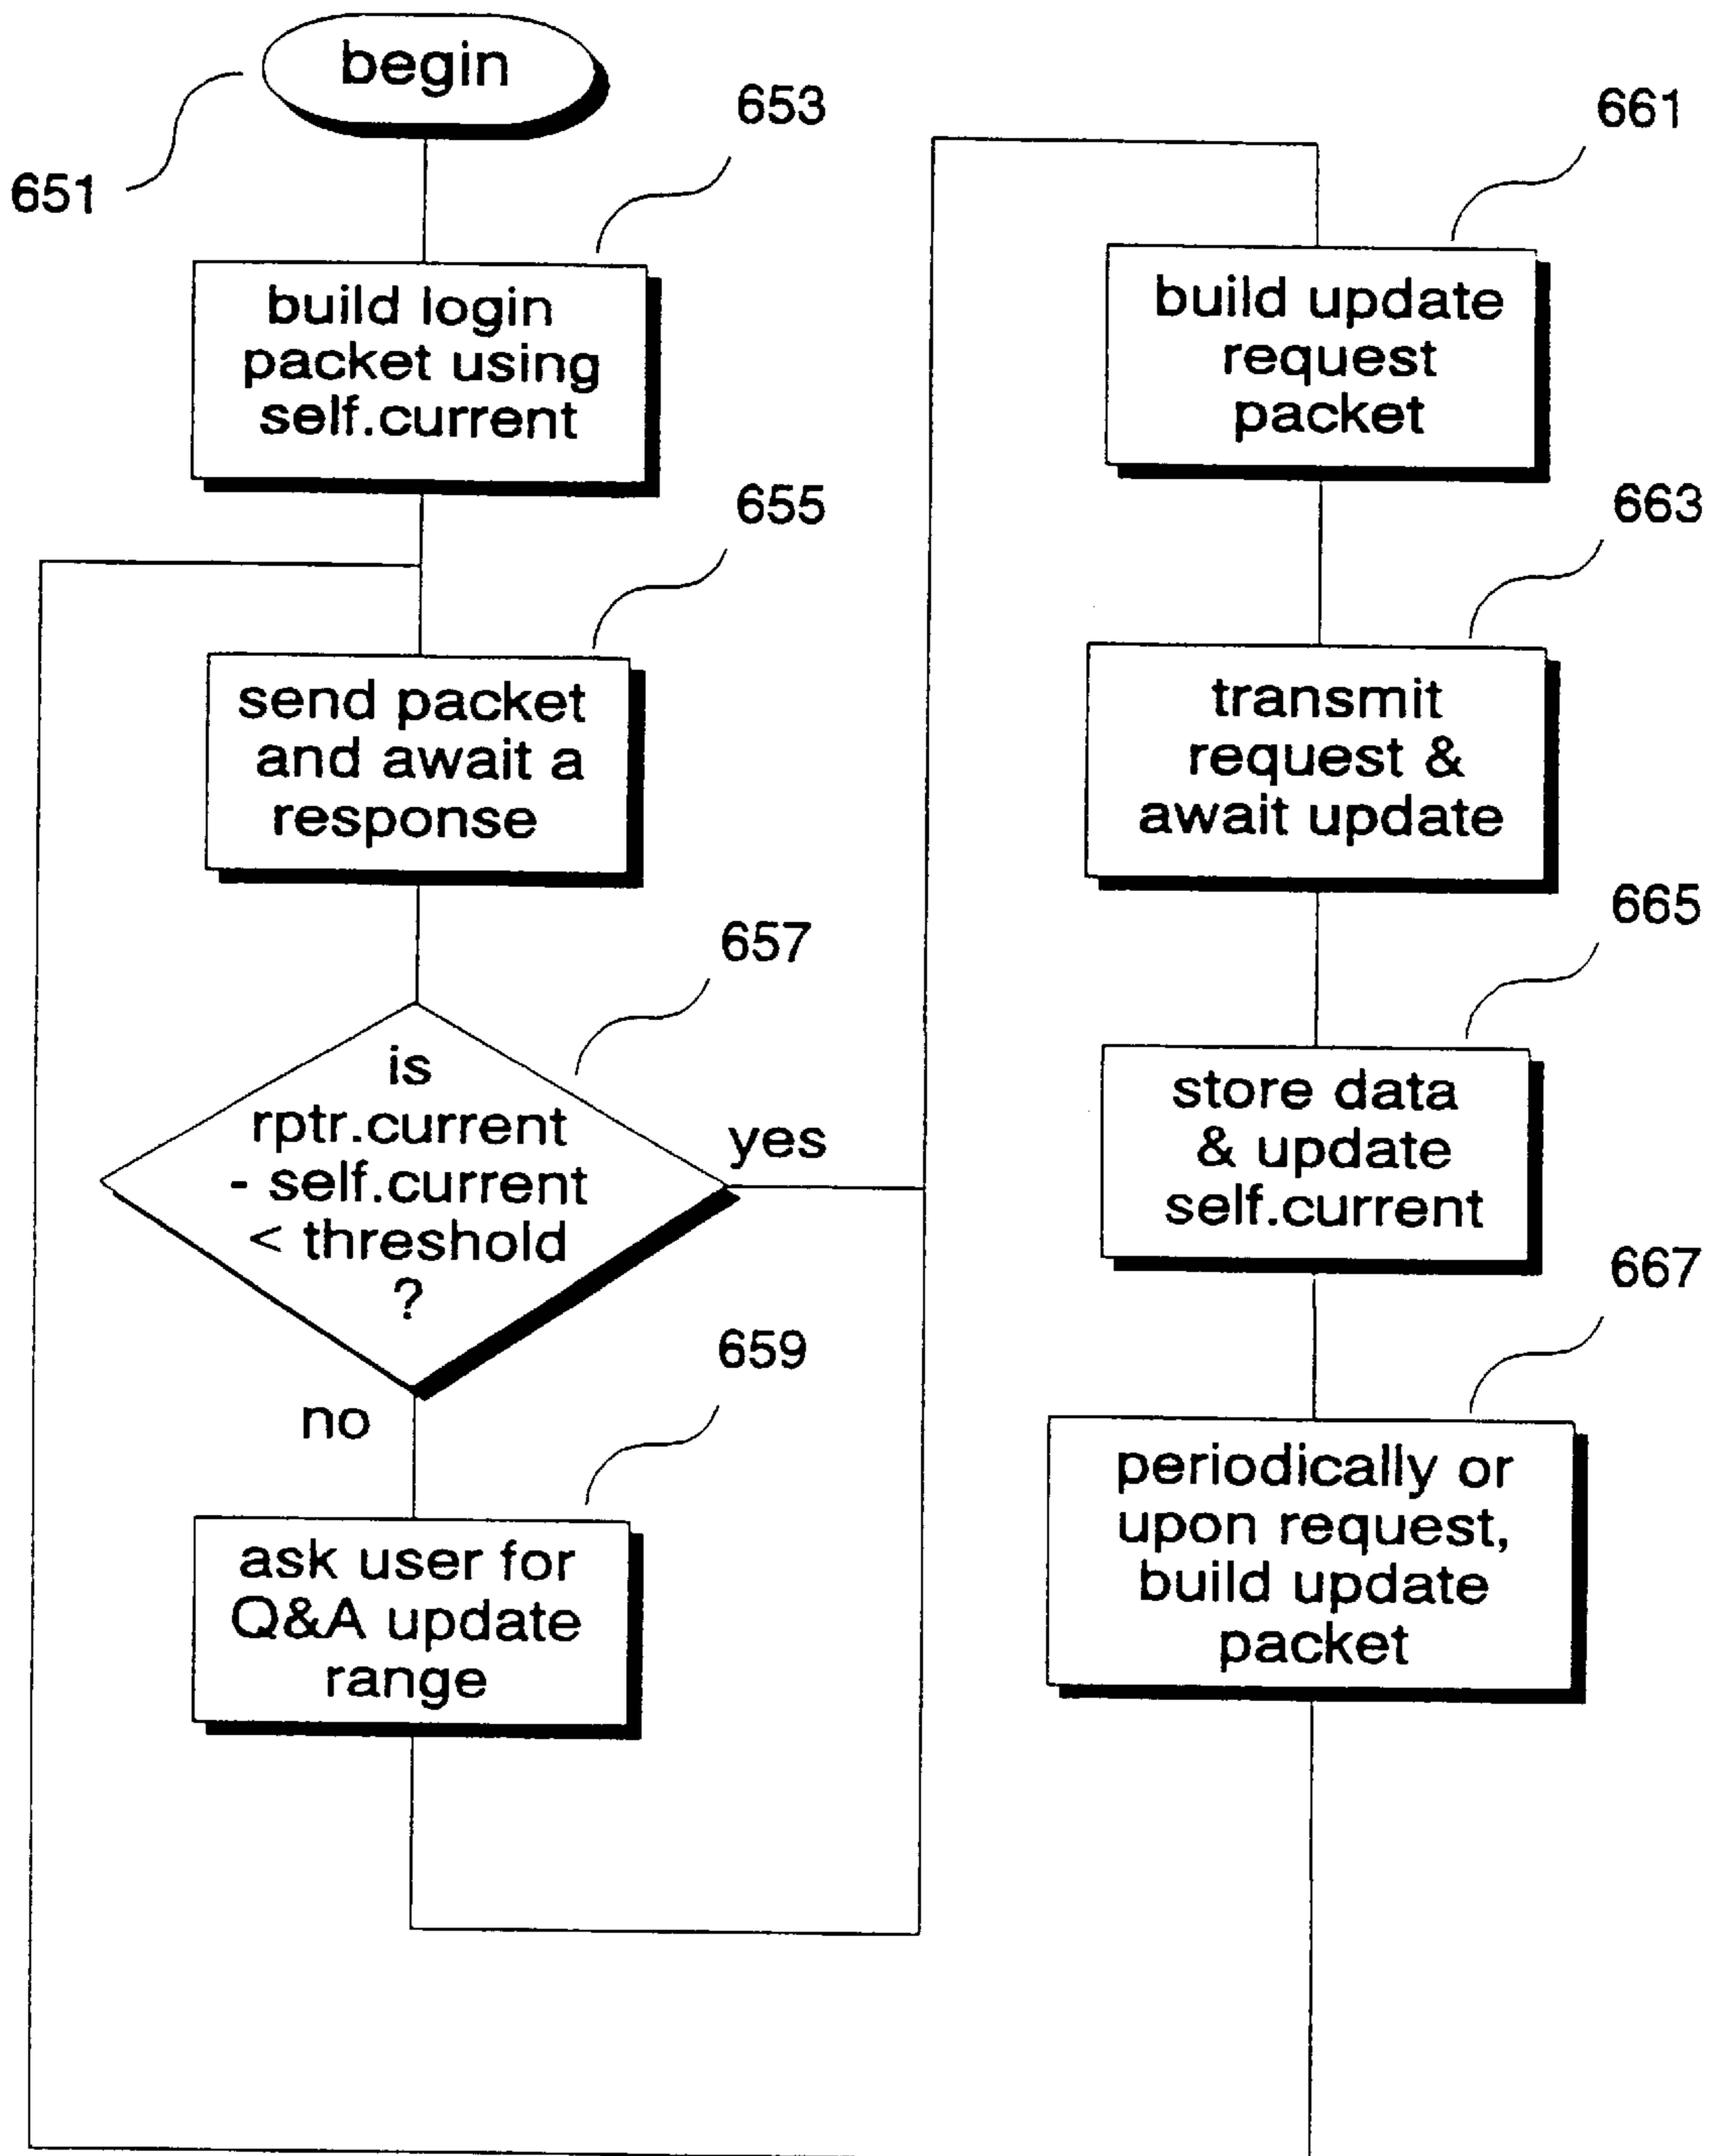 begin
651
653
build login
packet using
self.current
655
send packet
and await a
response
657
is
rptr.current
- self.current
< threshold
?
yes
no
659
ask user for
Q&A update
range
661
build update
request
packet
663
transmit
request &
await update
665
store data
& update
self.current
667
periodically or
upon request,
build update
packet